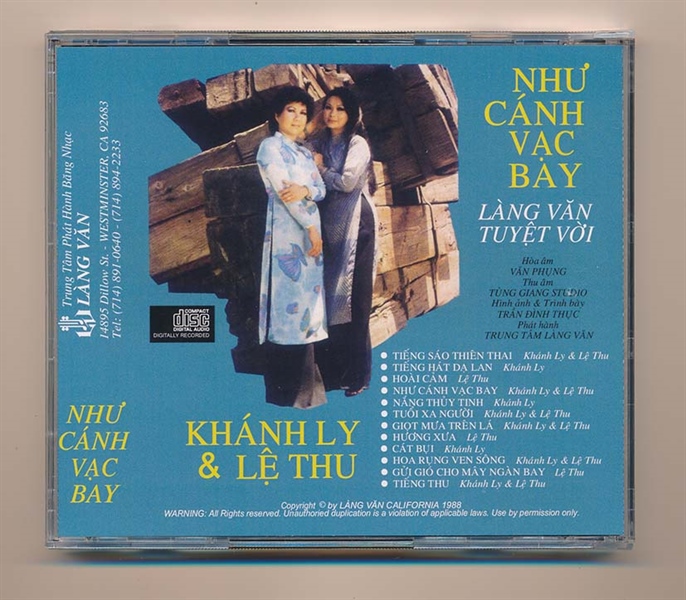 Trung Tâm Phát Hành Băng Nhạc
LÀNG VĂN
14895 Dillow St. - WESTMINSTER, CA 92683
Tel: (714) 891-0640 - (714) 894-2233
NHƯ
CÁNH
VẠC
BAY
NHƯ
CÁNH
VẠC
BAY
LÀNG VĂN
TUYỆT VỜI
Hòa âm
VĂN PHỤNG
Thu âm
TÙNG GIANG STUDIO
Hình ảnh & Trình bày
TRẦN ĐÌNH THỤC
Phát hành
TRUNG TÂM LÀNG VĂN
COMPACT
disc
DIGITAL AUDIO
DIGITALLY RECORDED
KHÁNH LY
& LỆ THU
TIẾNG SÁO THIÊN THAI Khánh Ly & Lệ Thu
TIẾNG HÁT DẠ LAN Khánh Ly
HOÀI CẢM Lệ Thu
NHƯ CÁNH VẠC BAY Khánh Ly & Lệ Thu
NẮNG THỦY TINH Khánh Ly
TUỔI XA NGƯỜI Khánh Ly & Lệ Thu
GIỌT MƯA TRÊN LÁ Khánh Ly & Lệ Thu
HƯƠNG XƯA Lệ Thu
CÁT BỤI Khánh Ly
HOA RỤNG VEN SÔNG Khánh Ly & Lệ Thu
GỬI GIÓ CHO MÂY NGÀN BAY Lệ Thu
TIẾNG THU Khánh Ly & Lệ Thu
Copyright © by LÀNG VĂN CALIFORNIA 1988
WARNING: All Rights reserved. Unauthoried duplication is a violation of applicable laws. Use by permission only.